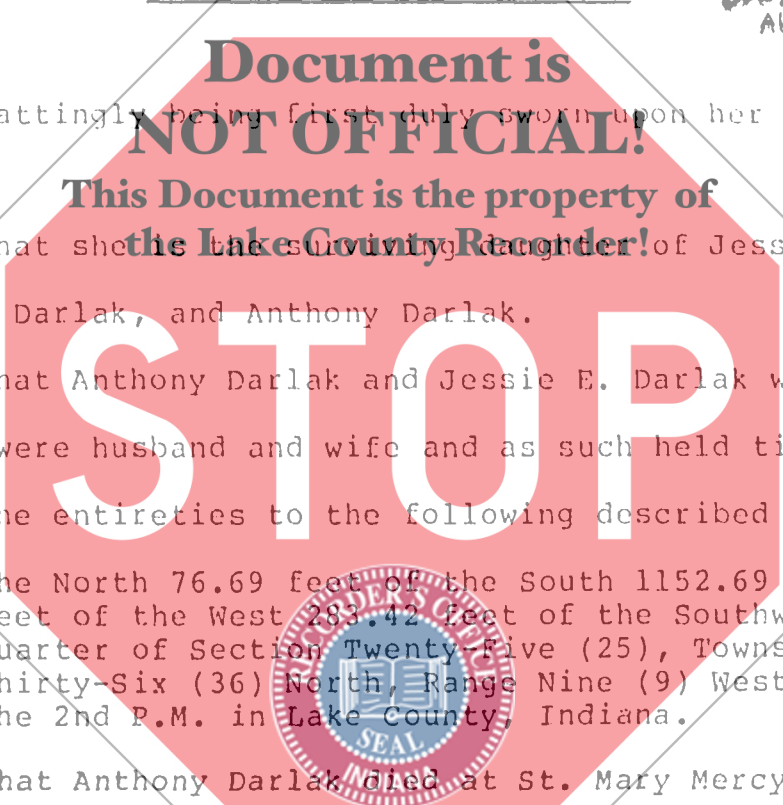 Document is
attingly being first duly sworn upon her
NOT OFFICIAL!
This Document is the property of
the Lake County Recorder!
hat she is the surviving daughter of Jess
Darlak, and Anthony Darlak.
STOP
hat Anthony Darlak and Jessie E. Darlak w
were husband and wife and as such held ti
he entireties to the following described
he North 76.69 feet of the South 1152.69
eet of the West 283.42 feet of the Southw
uarter of Section Twenty-Five (25), Towns
hirty-Six (36) North, Range Nine (9) West
he 2nd P.M. in Lake County, Indiana.
RECORDER'S OFFICE
SEAL
INDIANA
hat Anthony Darlak died at St. Mary Mercy